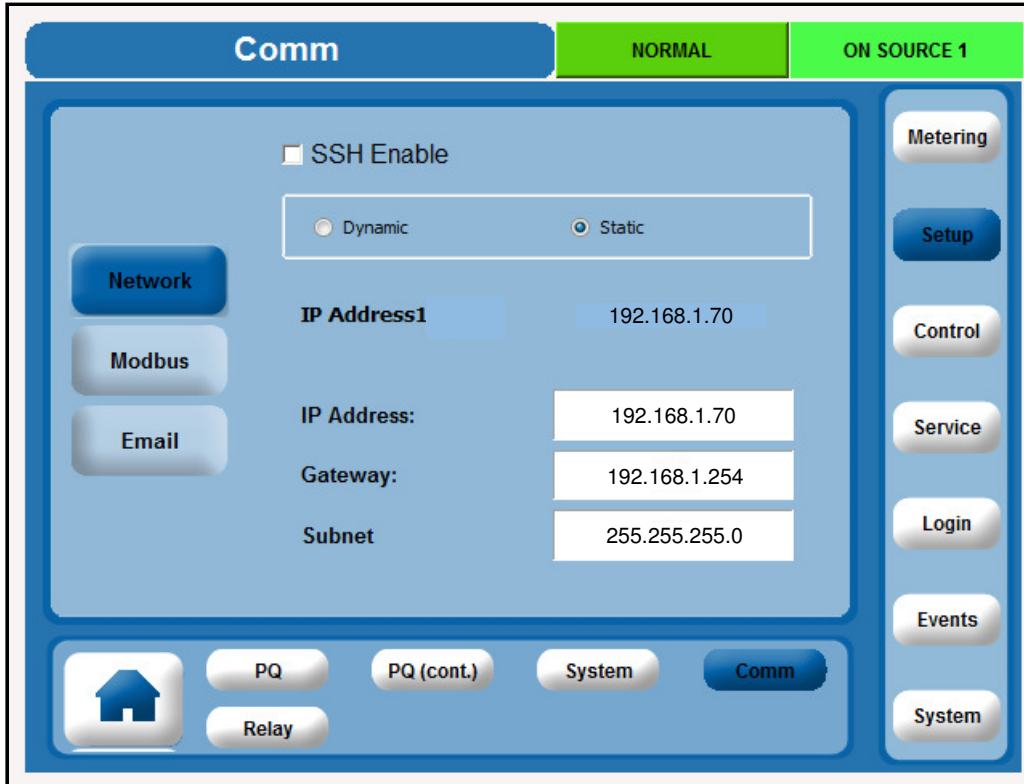 Comm
NORMAL
ON SOURCE 1
SSH Enable
Dynamic
Static
Network
Modbus
Email
IP Address1
192.168.1.70
IP Address:
192.168.1.70
Gateway:
192.168.1.254
Subnet
255.255.255.0
Metering
Setup
Control
Service
Login
Events
System
PQ
PQ (cont.)
System
Comm
Relay